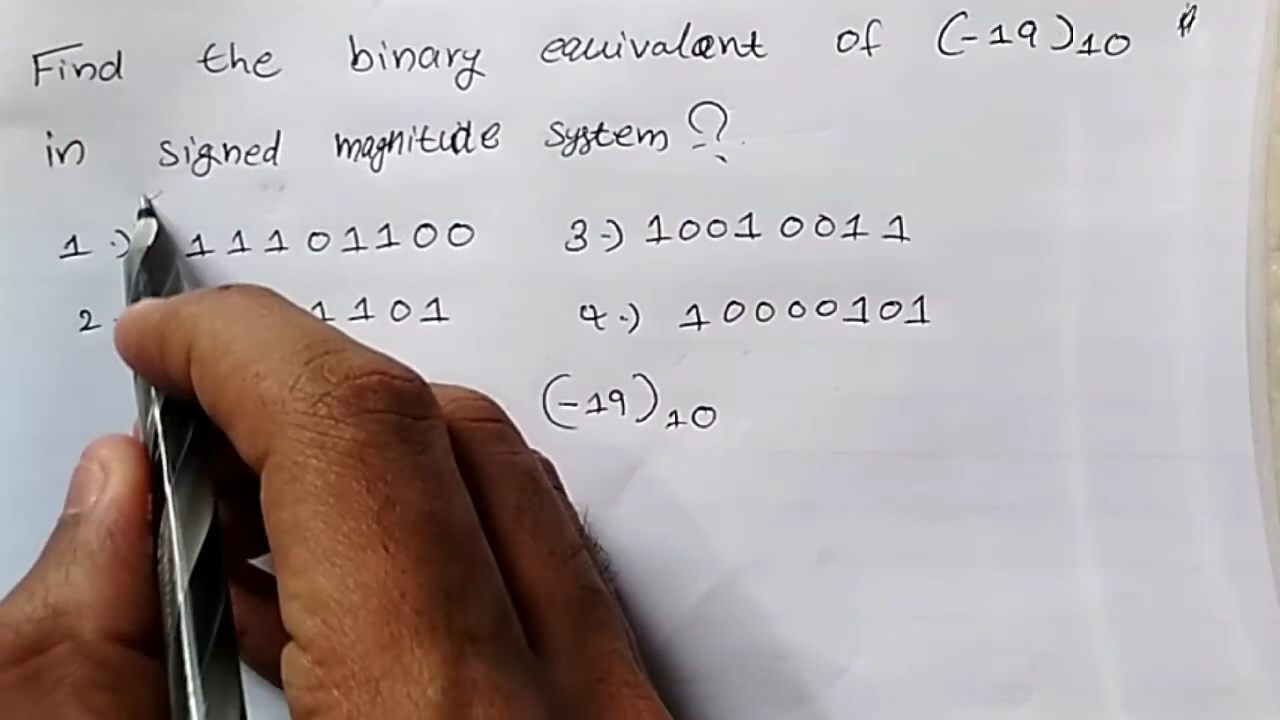 Find the binary equivalent of (-19)10
in signed magnitude system ?
1.) 11101100 3.) 10010011
2. 1101 4.) 10000101
(-19)10